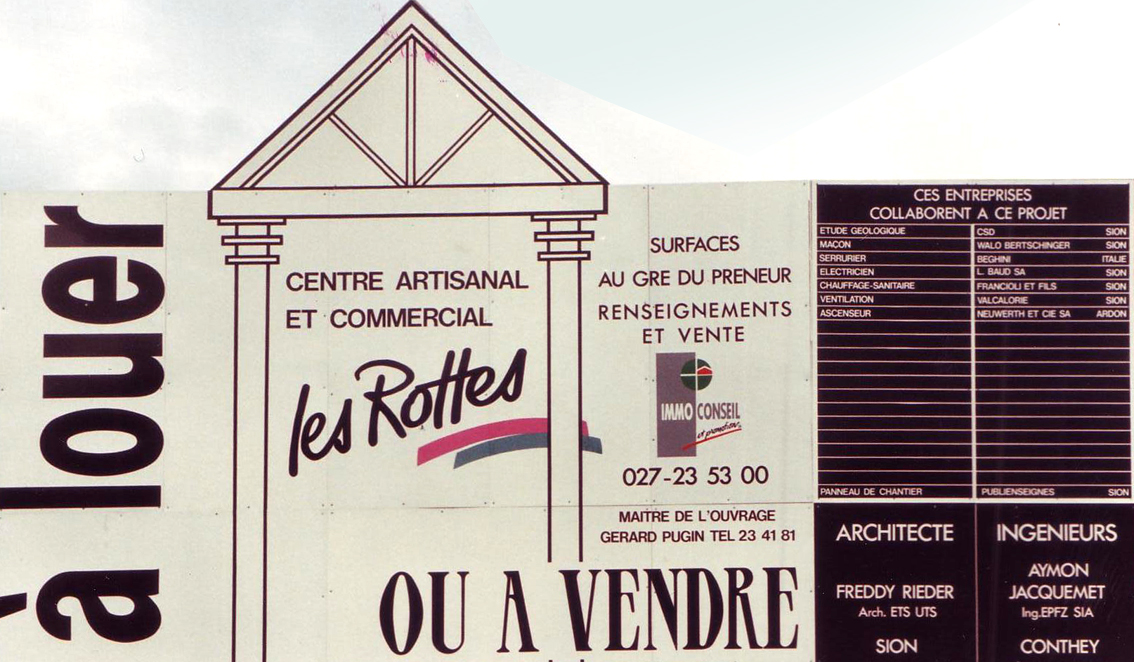 à louer
CENTRE ARTISANAL
ET COMMERCIAL
les Rottes
SURFACES
AU GRE DU PRENEUR
RENSEIGNEMENTS
ET VENTE
IMMO CONSEIL
et promotion
027-23 53 00
MAITRE DE L'OUVRAGE
GERARD PUGIN TEL 23 41 81
OU A VENDRE
CES ENTREPRISES
COLLABORENT A CE PROJET
ETUDE GEOLOGIQUE CSD SION
MACON WALO BERTSCHINGER SION
SERRURIER BEGHINI ITALIE
ELECTRICIEN L. BAUD SA SION
CHAUFFAGE-SANITAIRE FRANCIOLI ET FILS SION
VENTILATION VALCALORIE SION
ASCENSEUR NEUWERTH ET CIE SA ARDON
PANNEAU DE CHANTIER PUBLIENSEIGNES SION
ARCHITECTE
FREDDY RIEDER
Arch. ETS UTS
SION
INGENIEURS
AYMON
JACQUEMET
Ing.EPFZ SIA
CONTHEY